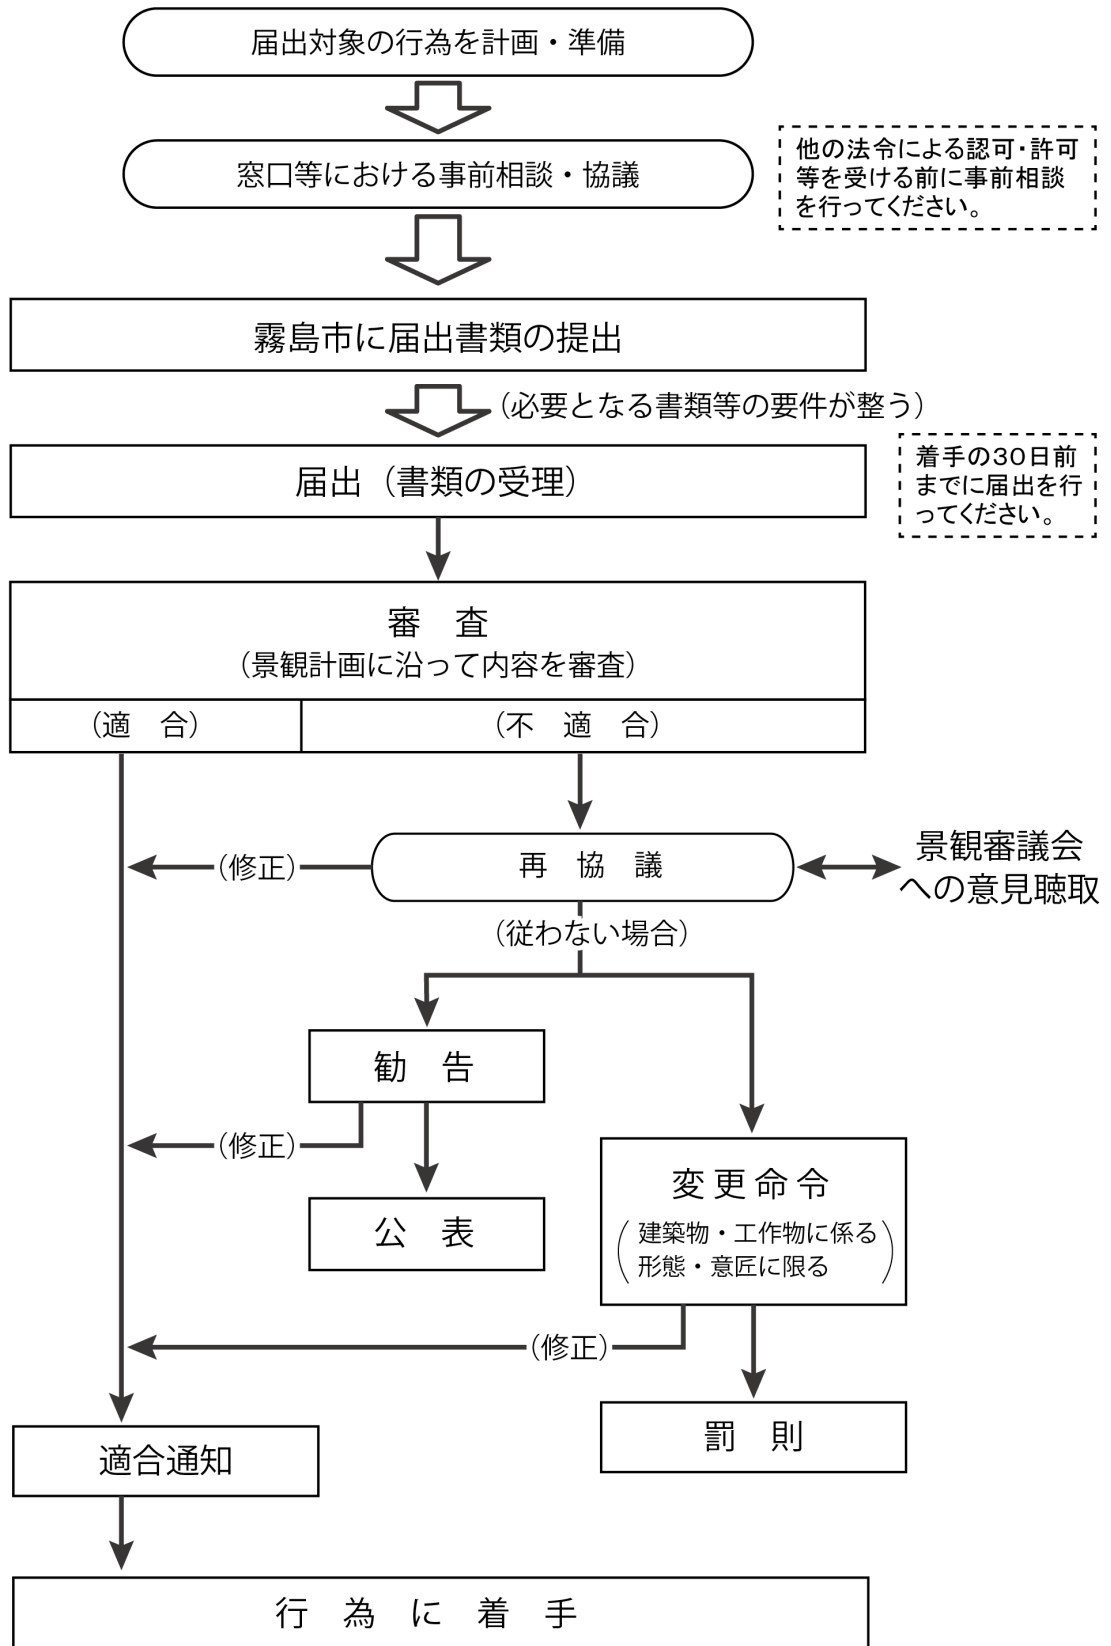 届出対象の行為を計画・準備
窓口等における事前相談・協議
他の法令による認可・許可
等を受ける前に事前相談
を行ってください。
霧島市に届出書類の提出
（必要となる書類等の要件が整う）
届出（書類の受理）
着手の30日前
までに届出を行
ってください。
審　査
（景観計画に沿って内容を審査）
（適　合）
（不　適　合）
（修正）
再　協　議
景観審議会
への意見聴取
（従わない場合）
勧　告
（修正）
公　表
変更命令
（建築物・工作物に係る
形態・意匠に限る）
（修正）
罰　則
適合通知
行　為　に　着　手